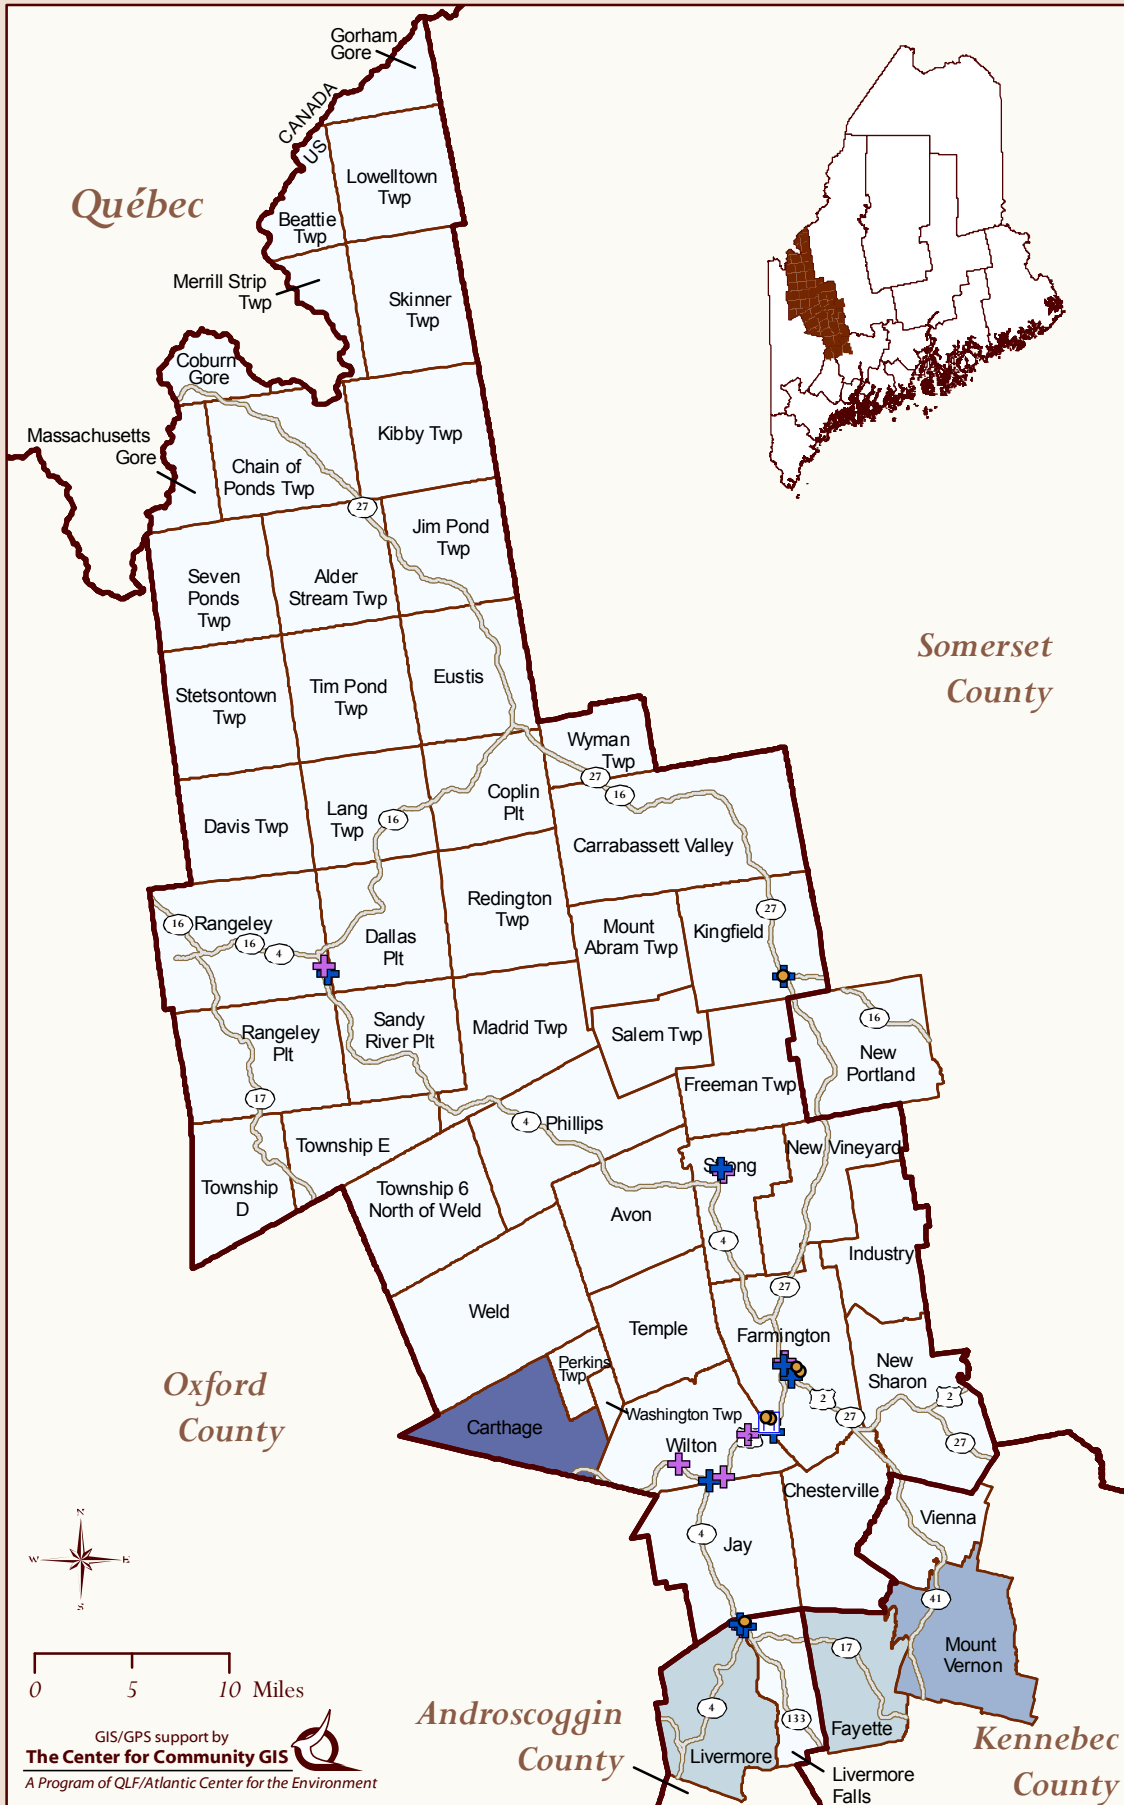 Gorham
Gore
CANADA
US
Lowelltown
Twp
Québec
Beattie
Twp
Merrill Strip
Twp
Skinner
Twp
Coburn
Gore
Massachusetts
Gore
Kibby Twp
Chain of
Ponds Twp
27
Jim Pond
Twp
Seven
Ponds
Twp
Alder
Stream Twp
Somerset
County
Stetsontown
Twp
Tim Pond
Twp
Eustis
Wyman
Twp
27
16
Davis Twp
Lang
Twp
16
Coplin
Plt
Carrabassett Valley
Rangeley
16
16
4
Dallas
Plt
Redington
Twp
Mount
Abram Twp
Kingfield
27
Rangeley
Plt
Sandy
River Plt
Madrid Twp
Salem Twp
16
New
Portland
Freeman Twp
17
4
Phillips
Township E
Township
D
Township 6
North of Weld
Avon
Strong
New Vineyard
4
Industry
27
Weld
Temple
Farmington
Perkins
Twp
New
Sharon
Oxford
County
Carthage
Washington Twp
2
27
2
27
Wilton
2
Chesterville
Vienna
4
Jay
N
W
E
S
41
Mount
Vernon
17
0 5 10 Miles
4
133
Fayette
Androscoggin
County
Livermore
Livermore
Falls
Kennebec
County
GIS/GPS support by
The Center for Community GIS
A Program of QLF/Atlantic Center for the Environment